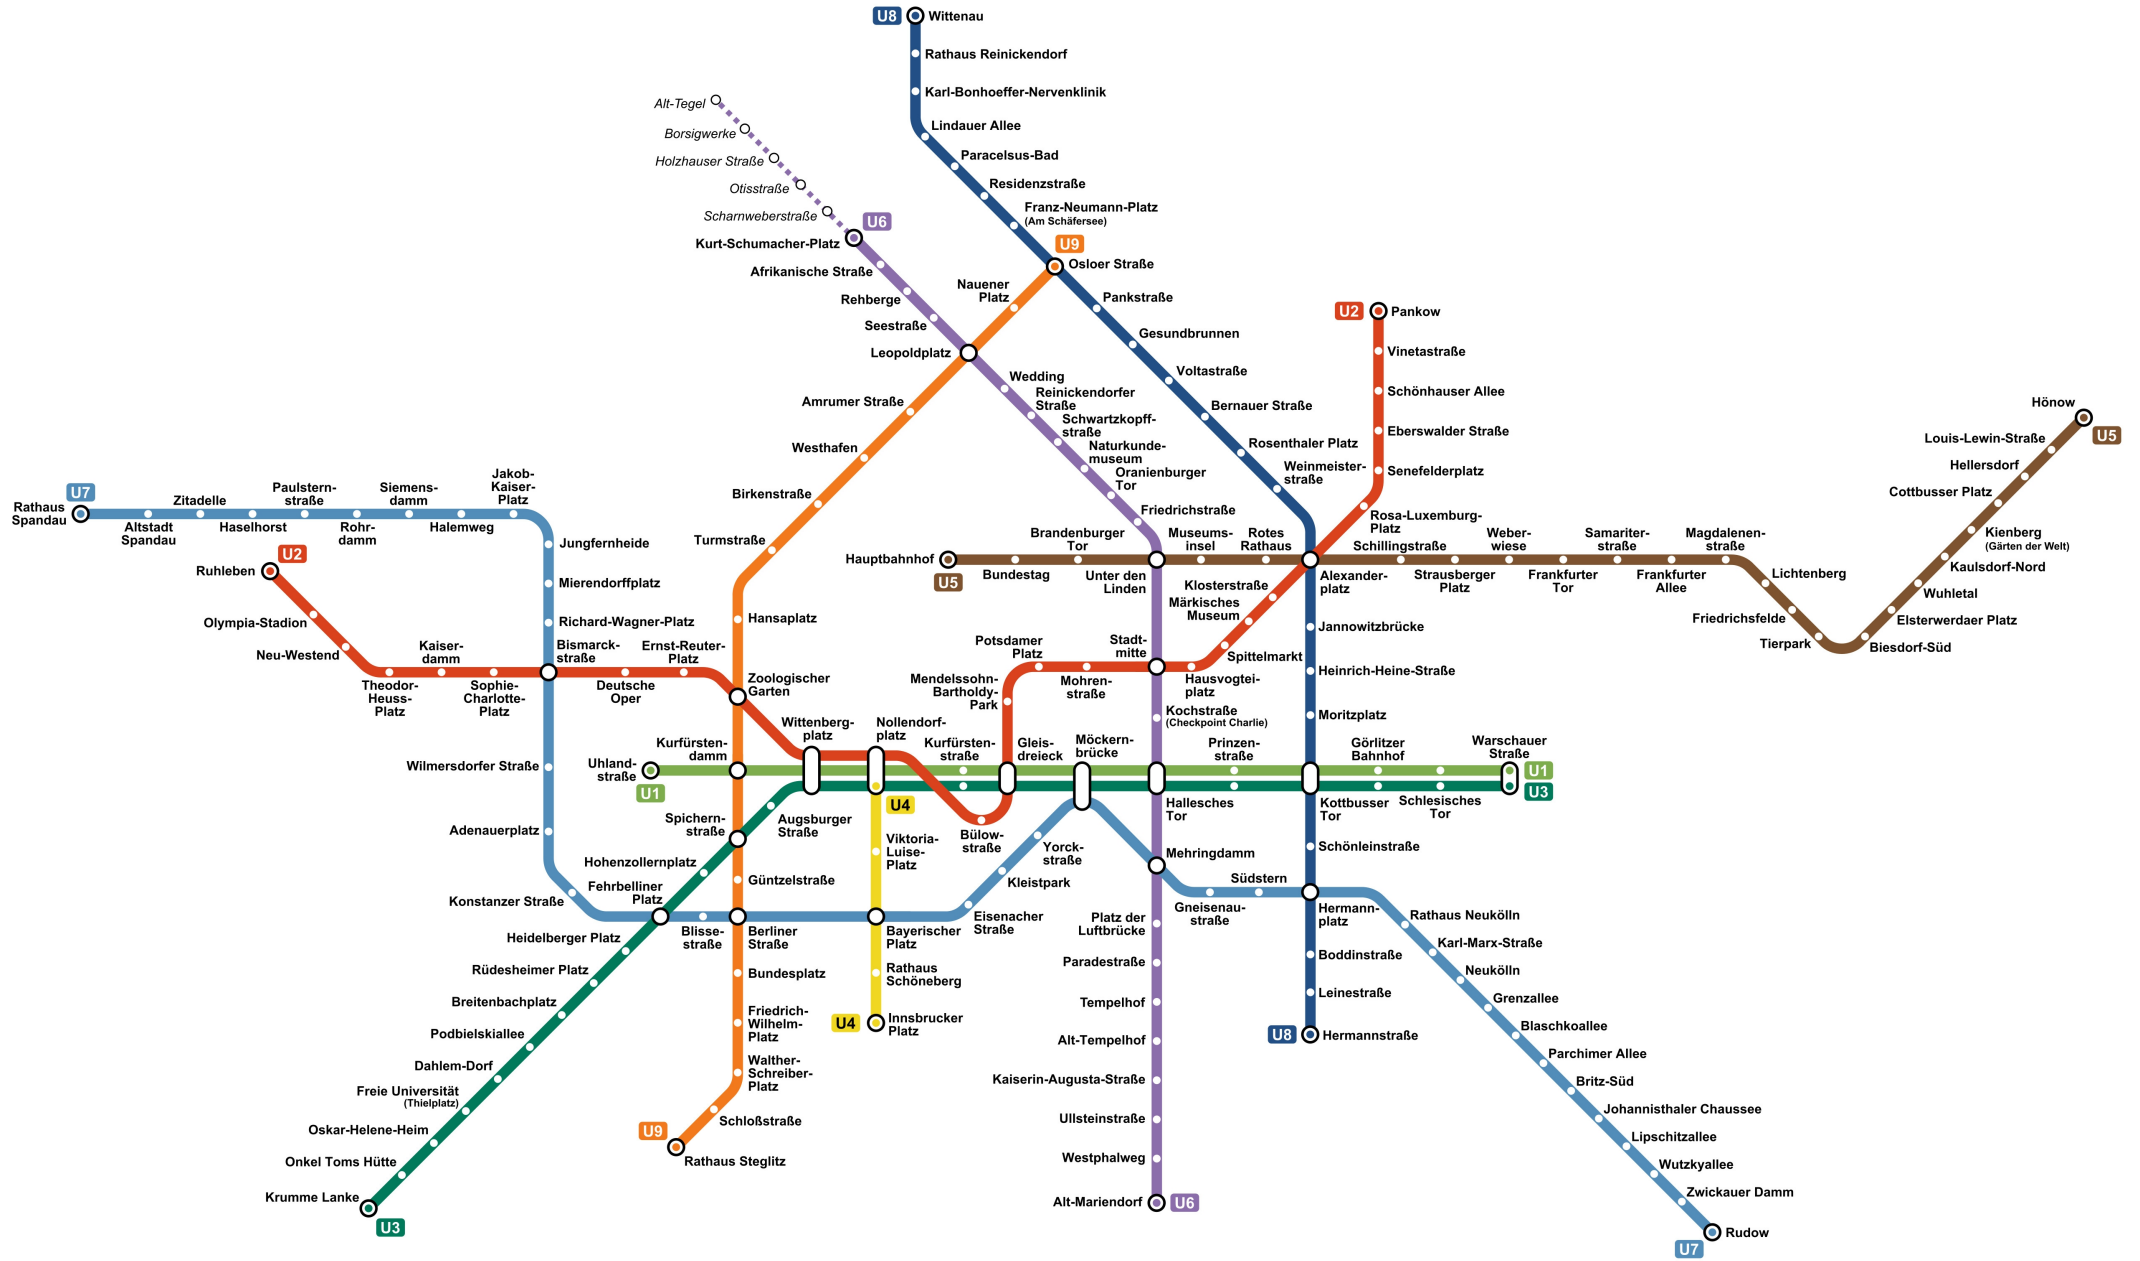 U8
Wittenau
Rathaus Reinickendorf
Karl-Bonhoeffer-Nervenklinik
Lindauer Allee
Paracelsus-Bad
Residenzstraße
Franz-Neumann-Platz
(Am Schäfersee)
U9
Osloer Straße
Pankstraße
Gesundbrunnen
Voltastraße
Bernauer Straße
Rosenthaler Platz
Weinmeister-
straße
Alt-Tegel
Borsigwerke
Holzhauser Straße
Otisstraße
Scharnweberstraße
U6
Kurt-Schumacher-Platz
Afrikanische Straße
Rehberge
Seestraße
Leopoldplatz
Nauener
Platz
Wedding
Reinickendorfer
Straße
Schwartzkopff-
straße
Naturkunde-
museum
Oranienburger
Tor
Friedrichstraße
Amrumer Straße
Westhafen
Birkenstraße
Turmstraße
Hansaplatz
U2
Pankow
Vinetastraße
Schönhauser Allee
Eberswalder Straße
Senefelderplatz
Rosa-Luxemburg-
Platz
Hönow
U5
Louis-Lewin-Straße
Hellersdorf
Cottbusser Platz
Kienberg
(Gärten der Welt)
Kaulsdorf-Nord
Wuhletal
Elsterwerdaer Platz
Biesdorf-Süd
Tierpark
Friedrichsfelde
Lichtenberg
Magdalenen-
straße
Frankfurter
Allee
Samariter-
straße
Frankfurter
Tor
Weber-
wiese
Strausberger
Platz
Schillingstraße
Alexander-
platz
Rotes
Rathaus
Museums-
insel
Unter den
Linden
Brandenburger
Tor
Bundestag
Hauptbahnhof
U5
Klosterstraße
Märkisches
Museum
Spittelmarkt
Hausvogtei-
platz
Stadt-
mitte
Mohren-
straße
Potsdamer
Platz
Mendelssohn-
Bartholdy-
Park
U7
Rathaus
Spandau
Altstadt
Spandau
Zitadelle
Haselhorst
Paulstern-
straße
Rohr-
damm
Siemens-
damm
Halemweg
Jakob-
Kaiser-
Platz
Jungfernheide
Mierendorffplatz
Richard-Wagner-Platz
Bismarck-
straße
U2
Ruhleben
Olympia-Stadion
Neu-Westend
Theodor-
Heuss-
Platz
Kaiser-
damm
Sophie-
Charlotte-
Platz
Deutsche
Oper
Ernst-Reuter-
Platz
Zoologischer
Garten
Wittenberg-
platz
Nollendorf-
platz
Kurfürsten-
straße
Gleis-
dreieck
Möckern-
brücke
Kochstraße
(Checkpoint Charlie)
Prinzen-
straße
Görlitzer
Bahnhof
Warschauer
Straße
U1
U3
Schlesisches
Tor
Kottbusser
Tor
Hallesches
Tor
Jannowitzbrücke
Heinrich-Heine-Straße
Moritzplatz
Kurfürsten-
damm
Uhland-
straße
U1
Wilmersdorfer Straße
Adenauerplatz
Konstanzer Straße
Spichern-
straße
Augsburger
Straße
Hohenzollernplatz
Fehrbelliner
Platz
U4
Viktoria-
Luise-
Platz
Bülow-
straße
Yorck-
straße
Kleistpark
Eisenacher
Straße
Bayerischer
Platz
Rathaus
Schöneberg
U4
Innsbrucker
Platz
Güntzelstraße
Blisse-
straße
Berliner
Straße
Bundesplatz
Friedrich-
Wilhelm-
Platz
Walther-
Schreiber-
Platz
Schloßstraße
U9
Rathaus Steglitz
Heidelberger Platz
Rüdesheimer Platz
Breitenbachplatz
Podbielskiallee
Dahlem-Dorf
Freie Universität
(Thielplatz)
Oskar-Helene-Heim
Onkel Toms Hütte
Krumme Lanke
U3
Mehringdamm
Gneisenau-
straße
Südstern
Schönleinstraße
Hermann-
platz
Boddinstraße
Leinestraße
U8
Hermannstraße
Platz der
Luftbrücke
Paradestraße
Tempelhof
Alt-Tempelhof
Kaiserin-Augusta-Straße
Ullsteinstraße
Westphalweg
Alt-Mariendorf
U6
Rathaus Neukölln
Karl-Marx-Straße
Neukölln
Grenzallee
Blaschkoallee
Parchimer Allee
Britz-Süd
Johannisthaler Chaussee
Lipschitzallee
Wutzkyallee
Zwickauer Damm
Rudow
U7